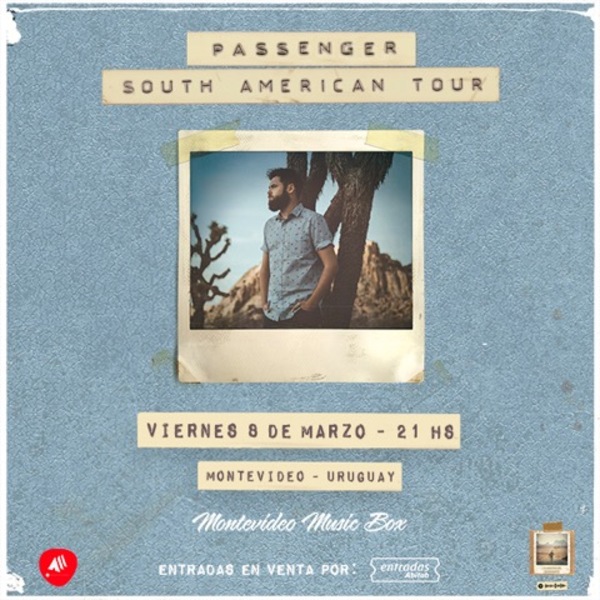 PASSENGER
SOUTH AMERICAN TOUR
VIERNES 8 DE MARZO - 21 HS
MONTEVIDEO - URUGUAY
Montevideo Music Box
ENTRADAS EN VENTA POR:
entradas
Abitab